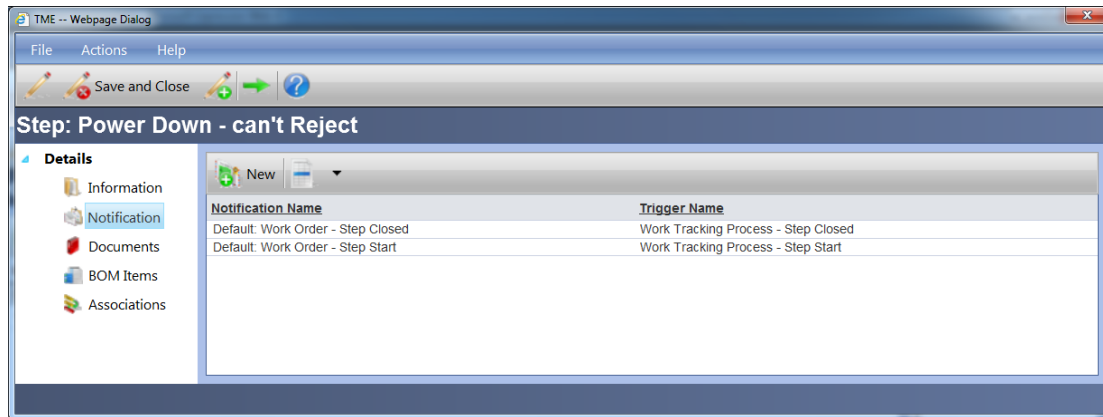 TME -- Webpage Dialog
File Actions Help
Save and Close
Step: Power Down - can't Reject
Details
Information
Notification
Documents
BOM Items
Associations
New
Notification Name Trigger Name
Default: Work Order - Step Closed Work Tracking Process - Step Closed
Default: Work Order - Step Start Work Tracking Process - Step Start